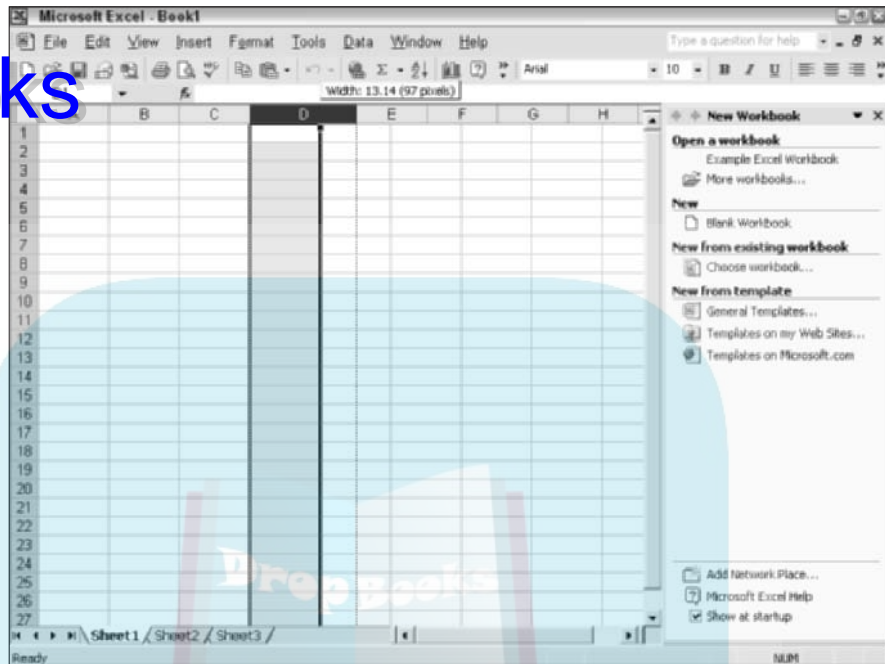 Microsoft Excel - Book1
File Edit View Insert Format Tools Data Window Help
Type a question for help
ks
Arial 10 B I U
Width: 13.14 (97 pixels)
fx
B C D E F G H
New Workbook
1
2
3
4
5
6
7
8
9
10
11
12
13
14
15
16
17
18
19
20
21
22
23
24
25
26
27
Open a workbook
Example Excel Workbook
More workbooks...
New
Blank Workbook
New from existing workbook
Choose workbook...
New from template
General Templates...
Templates on my Web Sites...
Templates on Microsoft.com
DropBooks
Add Network Place...
Microsoft Excel Help
Show at startup
Sheet1 Sheet2 Sheet3
Ready
NUM